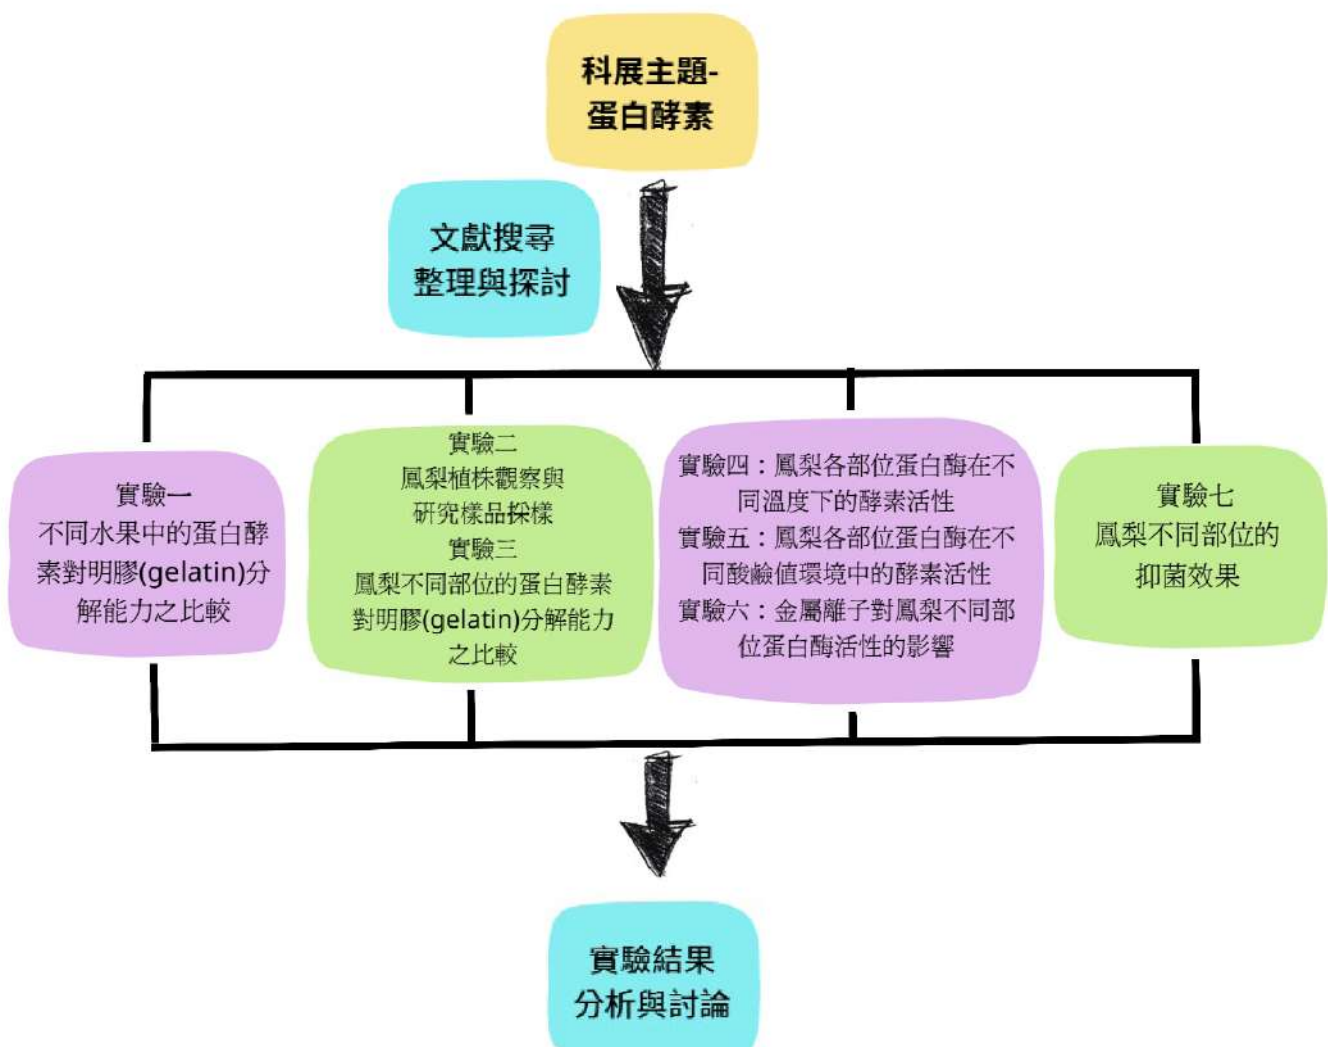 科展主題-
蛋白酵素
文獻搜尋
整理與探討
實驗一
不同水果中的蛋白酵
素對明膠(gelatin)分
解能力之比較
實驗二
鳳梨植株觀察與
研究樣品採樣
實驗三
鳳梨不同部位的蛋白酵素
對明膠(gelatin)分解能力
之比較
實驗四：鳳梨各部位蛋白酶在不
同溫度下的酵素活性
實驗五：鳳梨各部位蛋白酶在不
同酸鹼值環境中的酵素活性
實驗六：金屬離子對鳳梨不同部
位蛋白酶活性的影響
實驗七
鳳梨不同部位的
抑菌效果
實驗結果
分析與討論